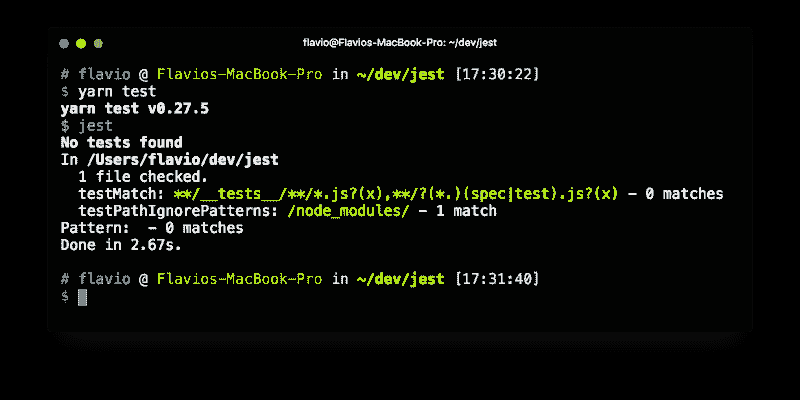 flavio@Flavios-MacBook-Pro: ~/dev/jest
# flavio @ Flavios-MacBook-Pro in ~/dev/jest [17:30:22]
$ yarn test
yarn test v0.27.5
$ jest
No tests found
In /Users/flavio/dev/jest
  1 file checked.
  testMatch: **/__tests__/**/*.js?(x),**/?(*.)(spec|test).js?(x) - 0 matches
  testPathIgnorePatterns: /node_modules/ - 1 match
Pattern:  - 0 matches
Done in 2.67s.
# flavio @ Flavios-MacBook-Pro in ~/dev/jest [17:31:40]
$